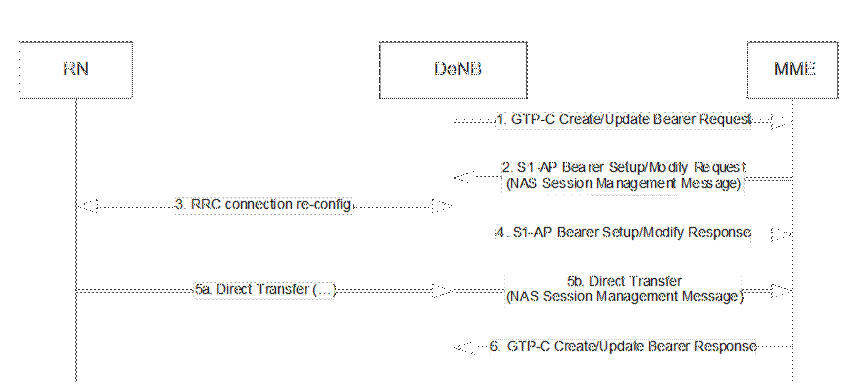 RN
DeNB
MME
1. GTP-C Create/Update Bearer Request
2. S1-AP Bearer Setup/Modify Request
(NAS Session Management Message)
3. RRC connection re-config
4. S1-AP Bearer Setup/Modify Response
5a. Direct Transfer (…)
5b. Direct Transfer
(NAS Session Management Message)
6. GTP-C Create/Update Bearer Response